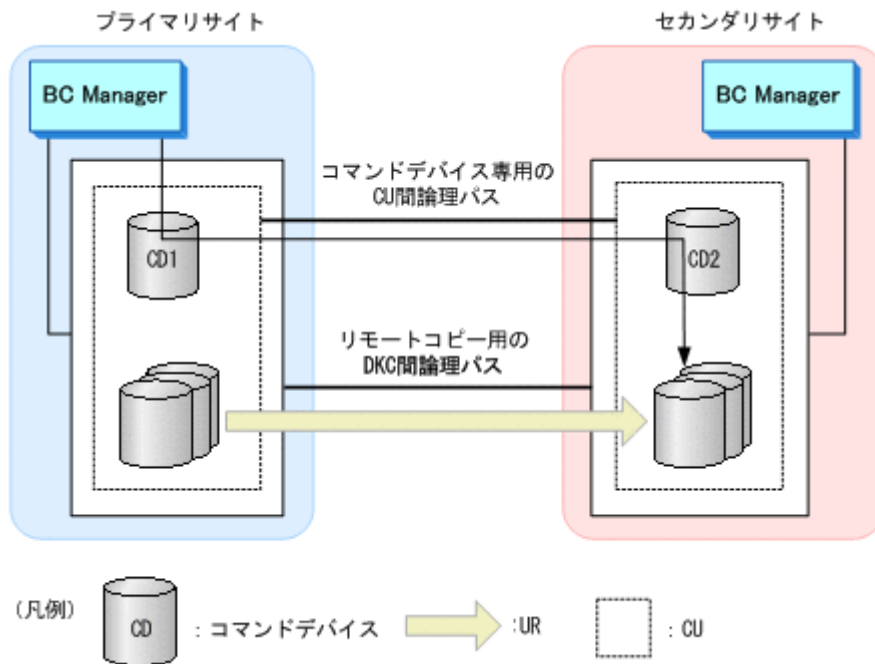 プライマリサイト
セカンダリサイト
BC Manager
BC Manager
コマンドデバイス専用の
CU間論理パス
CD1
CD2
リモートコピー用の
DKC間論理パス
(凡例)
CD
:コマンドデバイス
:UR
:CU